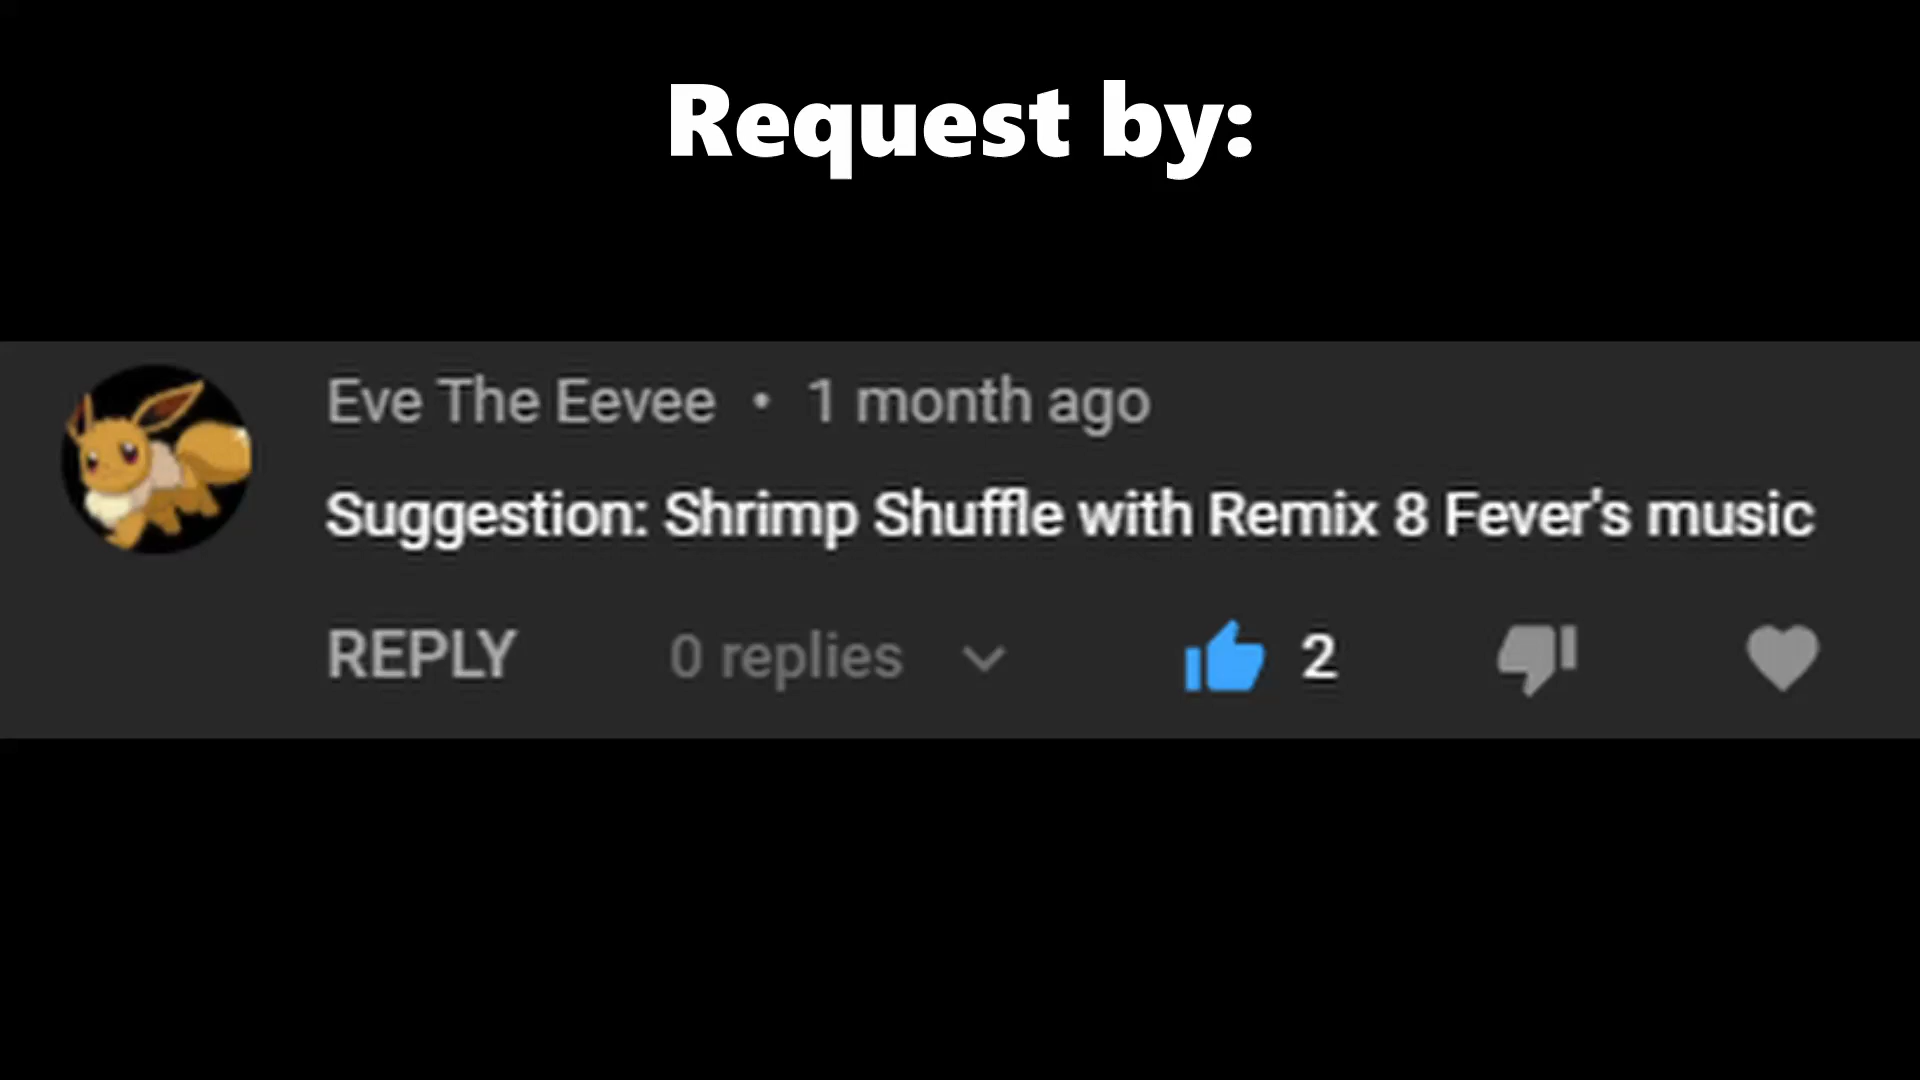 Request by:
Eve The Eevee • 1 month ago
Suggestion: Shrimp Shuffle with Remix 8 Fever's music
REPLY 0 replies 2